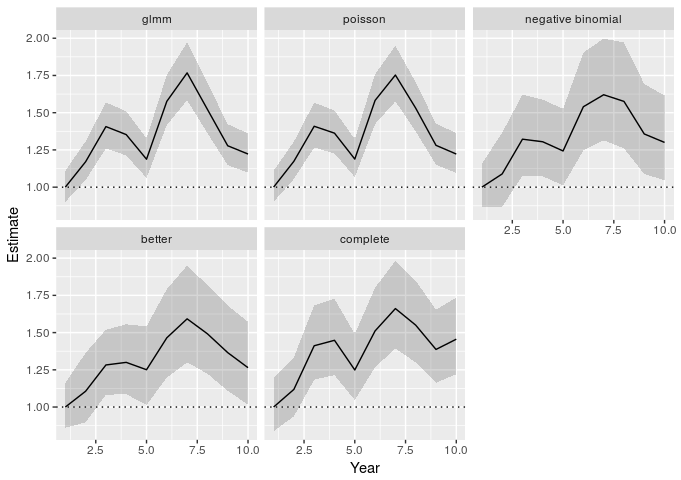 glmm poisson negative binomial
2.00
1.75
1.50
1.25
1.00
2.5 5.0 7.5 10.0
Estimate
better complete
2.00
1.75
1.50
1.25
1.00
2.5 5.0 7.5 10.0 2.5 5.0 7.5 10.0
Year